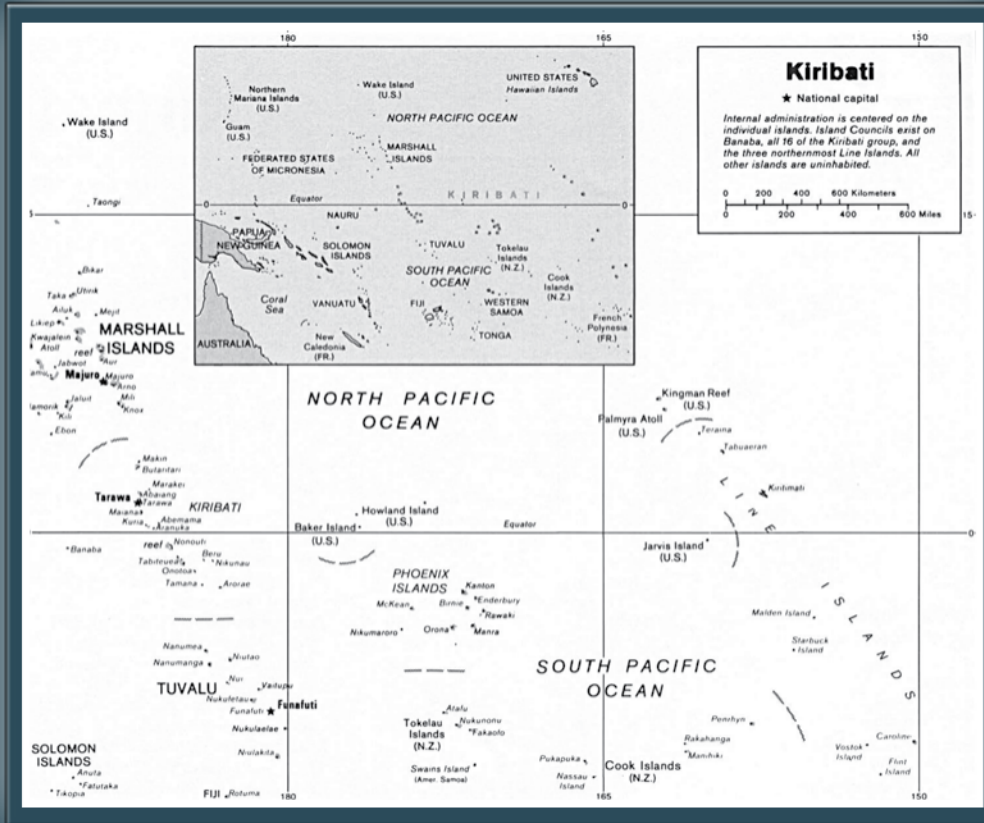 180
165
150
Kiribati
★ National capital
Internal administration is centered on the
individual islands. Island Councils exist on
Banaba, all 16 of the Kiribati group, and
the three northernmost Line Islands. All
other islands are uninhabited.
0 200 400 600 Kilometers
0 200 400 600 Miles
15
Northern
Mariana Islands
(U.S.)
Wake Island
(U.S.)
UNITED STATES
Hawaiian Islands
NORTH PACIFIC OCEAN
Guam
(U.S.)
MARSHALL
ISLANDS
FEDERATED STATES
OF MICRONESIA
KIRIBATI
Equator
0
0
NAURU
PAPUA
NEW GUINEA
SOLOMON
ISLANDS
TUVALU
Tokelau
Islands
(N.Z.)
SOUTH PACIFIC
OCEAN
Cook
Islands
(N.Z.)
Coral
Sea
VANUATU
FIJI
WESTERN
SAMOA
French
Polynesia
(FR.)
TONGA
New
Caledonia
(FR.)
AUSTRALIA
Wake Island
(U.S.)
Taongi
Bikar
Taka
Utirik
Ailuk
Mejit
Likiep
Kwajalein
Atoll
MARSHALL
ISLANDS
reef
Jabwot
Aur
Majuro
Majuro
Arno
Jaluit
Mili
Knox
Kili
Ebon
NORTH PACIFIC
OCEAN
Kingman Reef
(U.S.)
Palmyra Atoll
(U.S.)
Teraina
Tabuaeran
Kiritimati
LINE
ISLANDS
Makin
Butaritari
Marakei
Abaiang
Tarawa
Tarawa
Maiana
KIRIBATI
Kuria
Abemama
Aranuka
Howland Island
(U.S.)
Baker Island
(U.S.)
Equator
0
Jarvis Island
(U.S.)
Banaba
reef
Nonouti
Beru
Tabiteuea
Nikunau
Onotoa
Tamana
Arorae
PHOENIX
ISLANDS
Kanton
McKean
Birnie
Enderbury
Rawaki
Nikumaroro
Orona
Manra
Malden Island
Starbuck
Island
Nanumea
Niutao
Nanumanga
Nui
Vaitupu
TUVALU
Nukufetau
Funafuti
Funafuti
Nukulaelae
Niulakita
SOUTH PACIFIC
OCEAN
Atafu
Tokelau
Islands
(N.Z.)
Nukunonu
Fakaofo
Swains Island
(Amer. Samoa)
Penrhyn
Rakahanga
Manihiki
Pukapuka
Cook Islands
(N.Z.)
Nassau
Island
Caroline
Vostok
Island
Flint
Island
SOLOMON
ISLANDS
Anuta
Fatutaka
Tikopia
FIJI
Rotuma
180
165
150